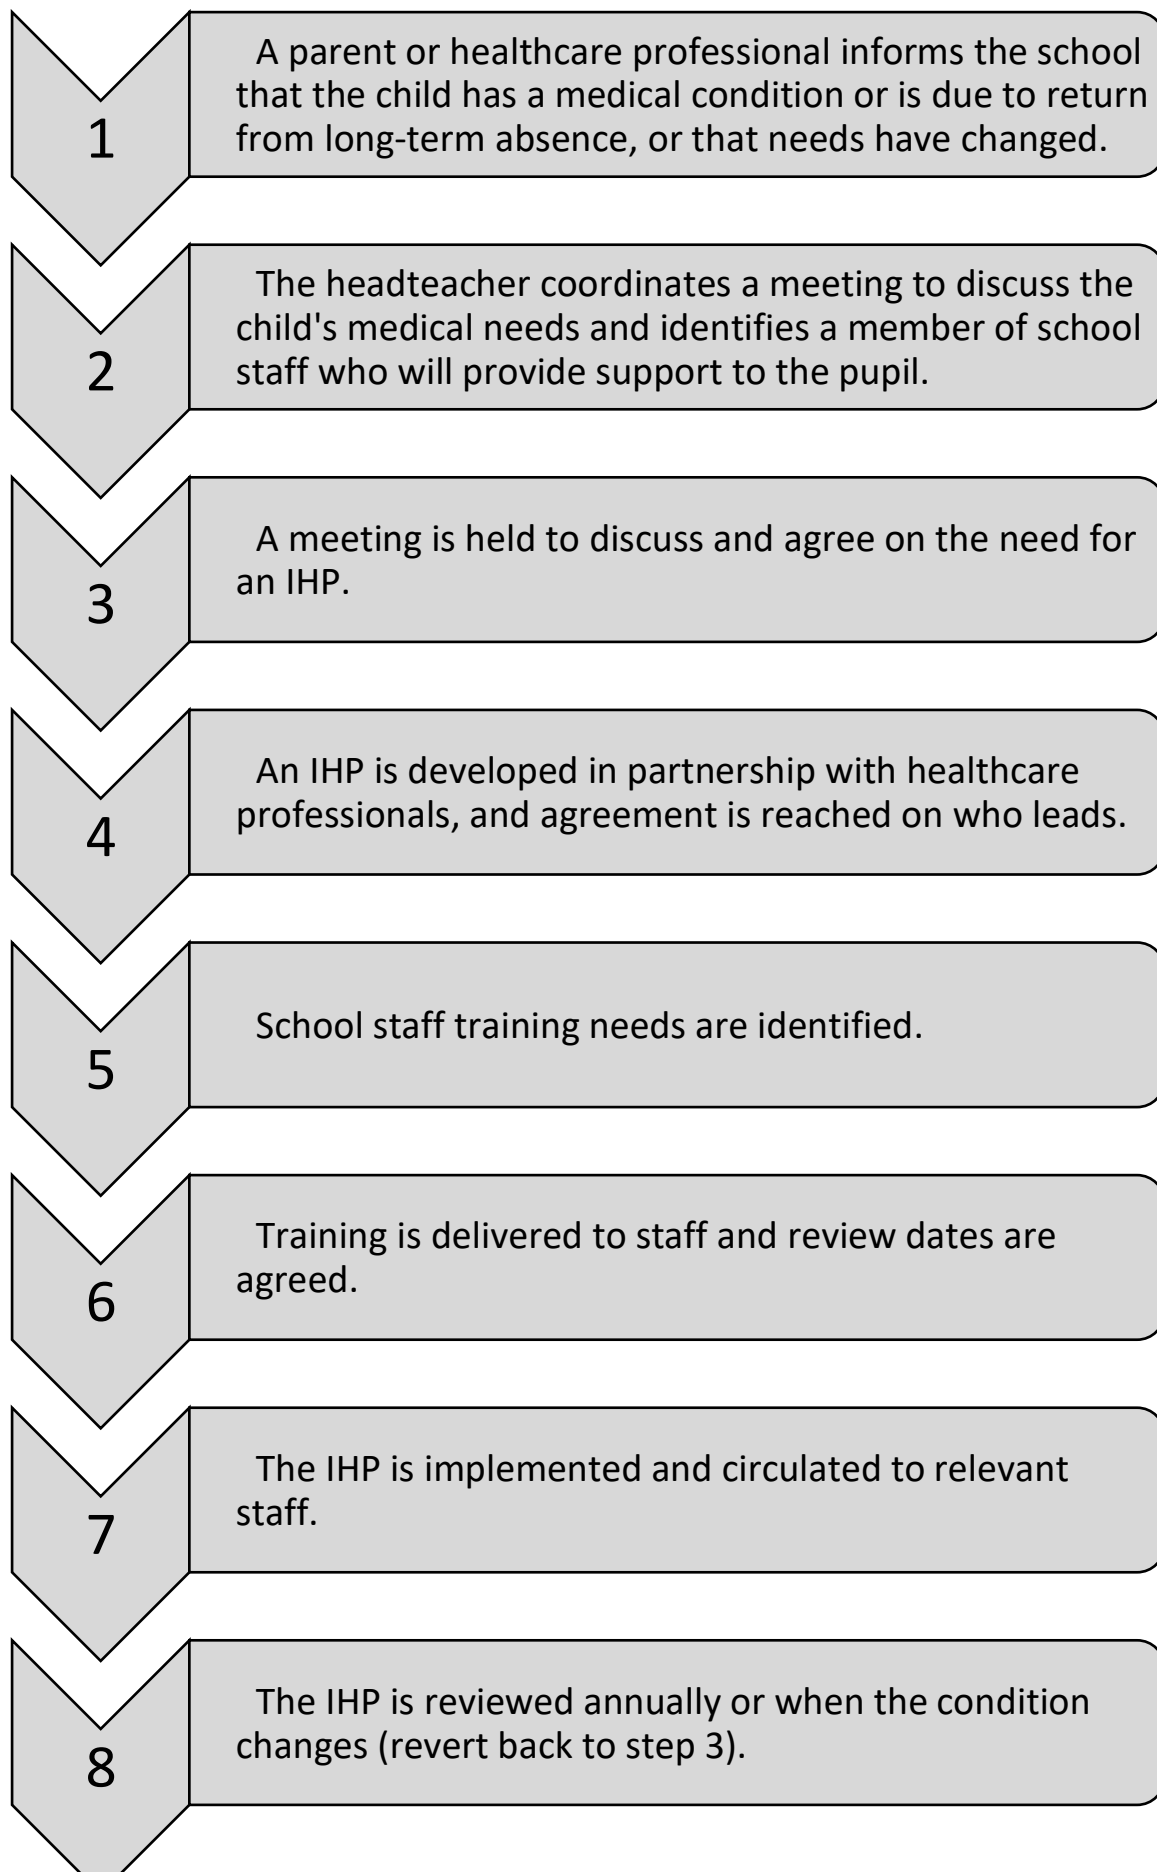 1
A parent or healthcare professional informs the school
that the child has a medical condition or is due to return
from long-term absence, or that needs have changed.
2
The headteacher coordinates a meeting to discuss the
child's medical needs and identifies a member of school
staff who will provide support to the pupil.
3
A meeting is held to discuss and agree on the need for
an IHP.
4
An IHP is developed in partnership with healthcare
professionals, and agreement is reached on who leads.
5
School staff training needs are identified.
6
Training is delivered to staff and review dates are
agreed.
7
The IHP is implemented and circulated to relevant
staff.
8
The IHP is reviewed annually or when the condition
changes (revert back to step 3).